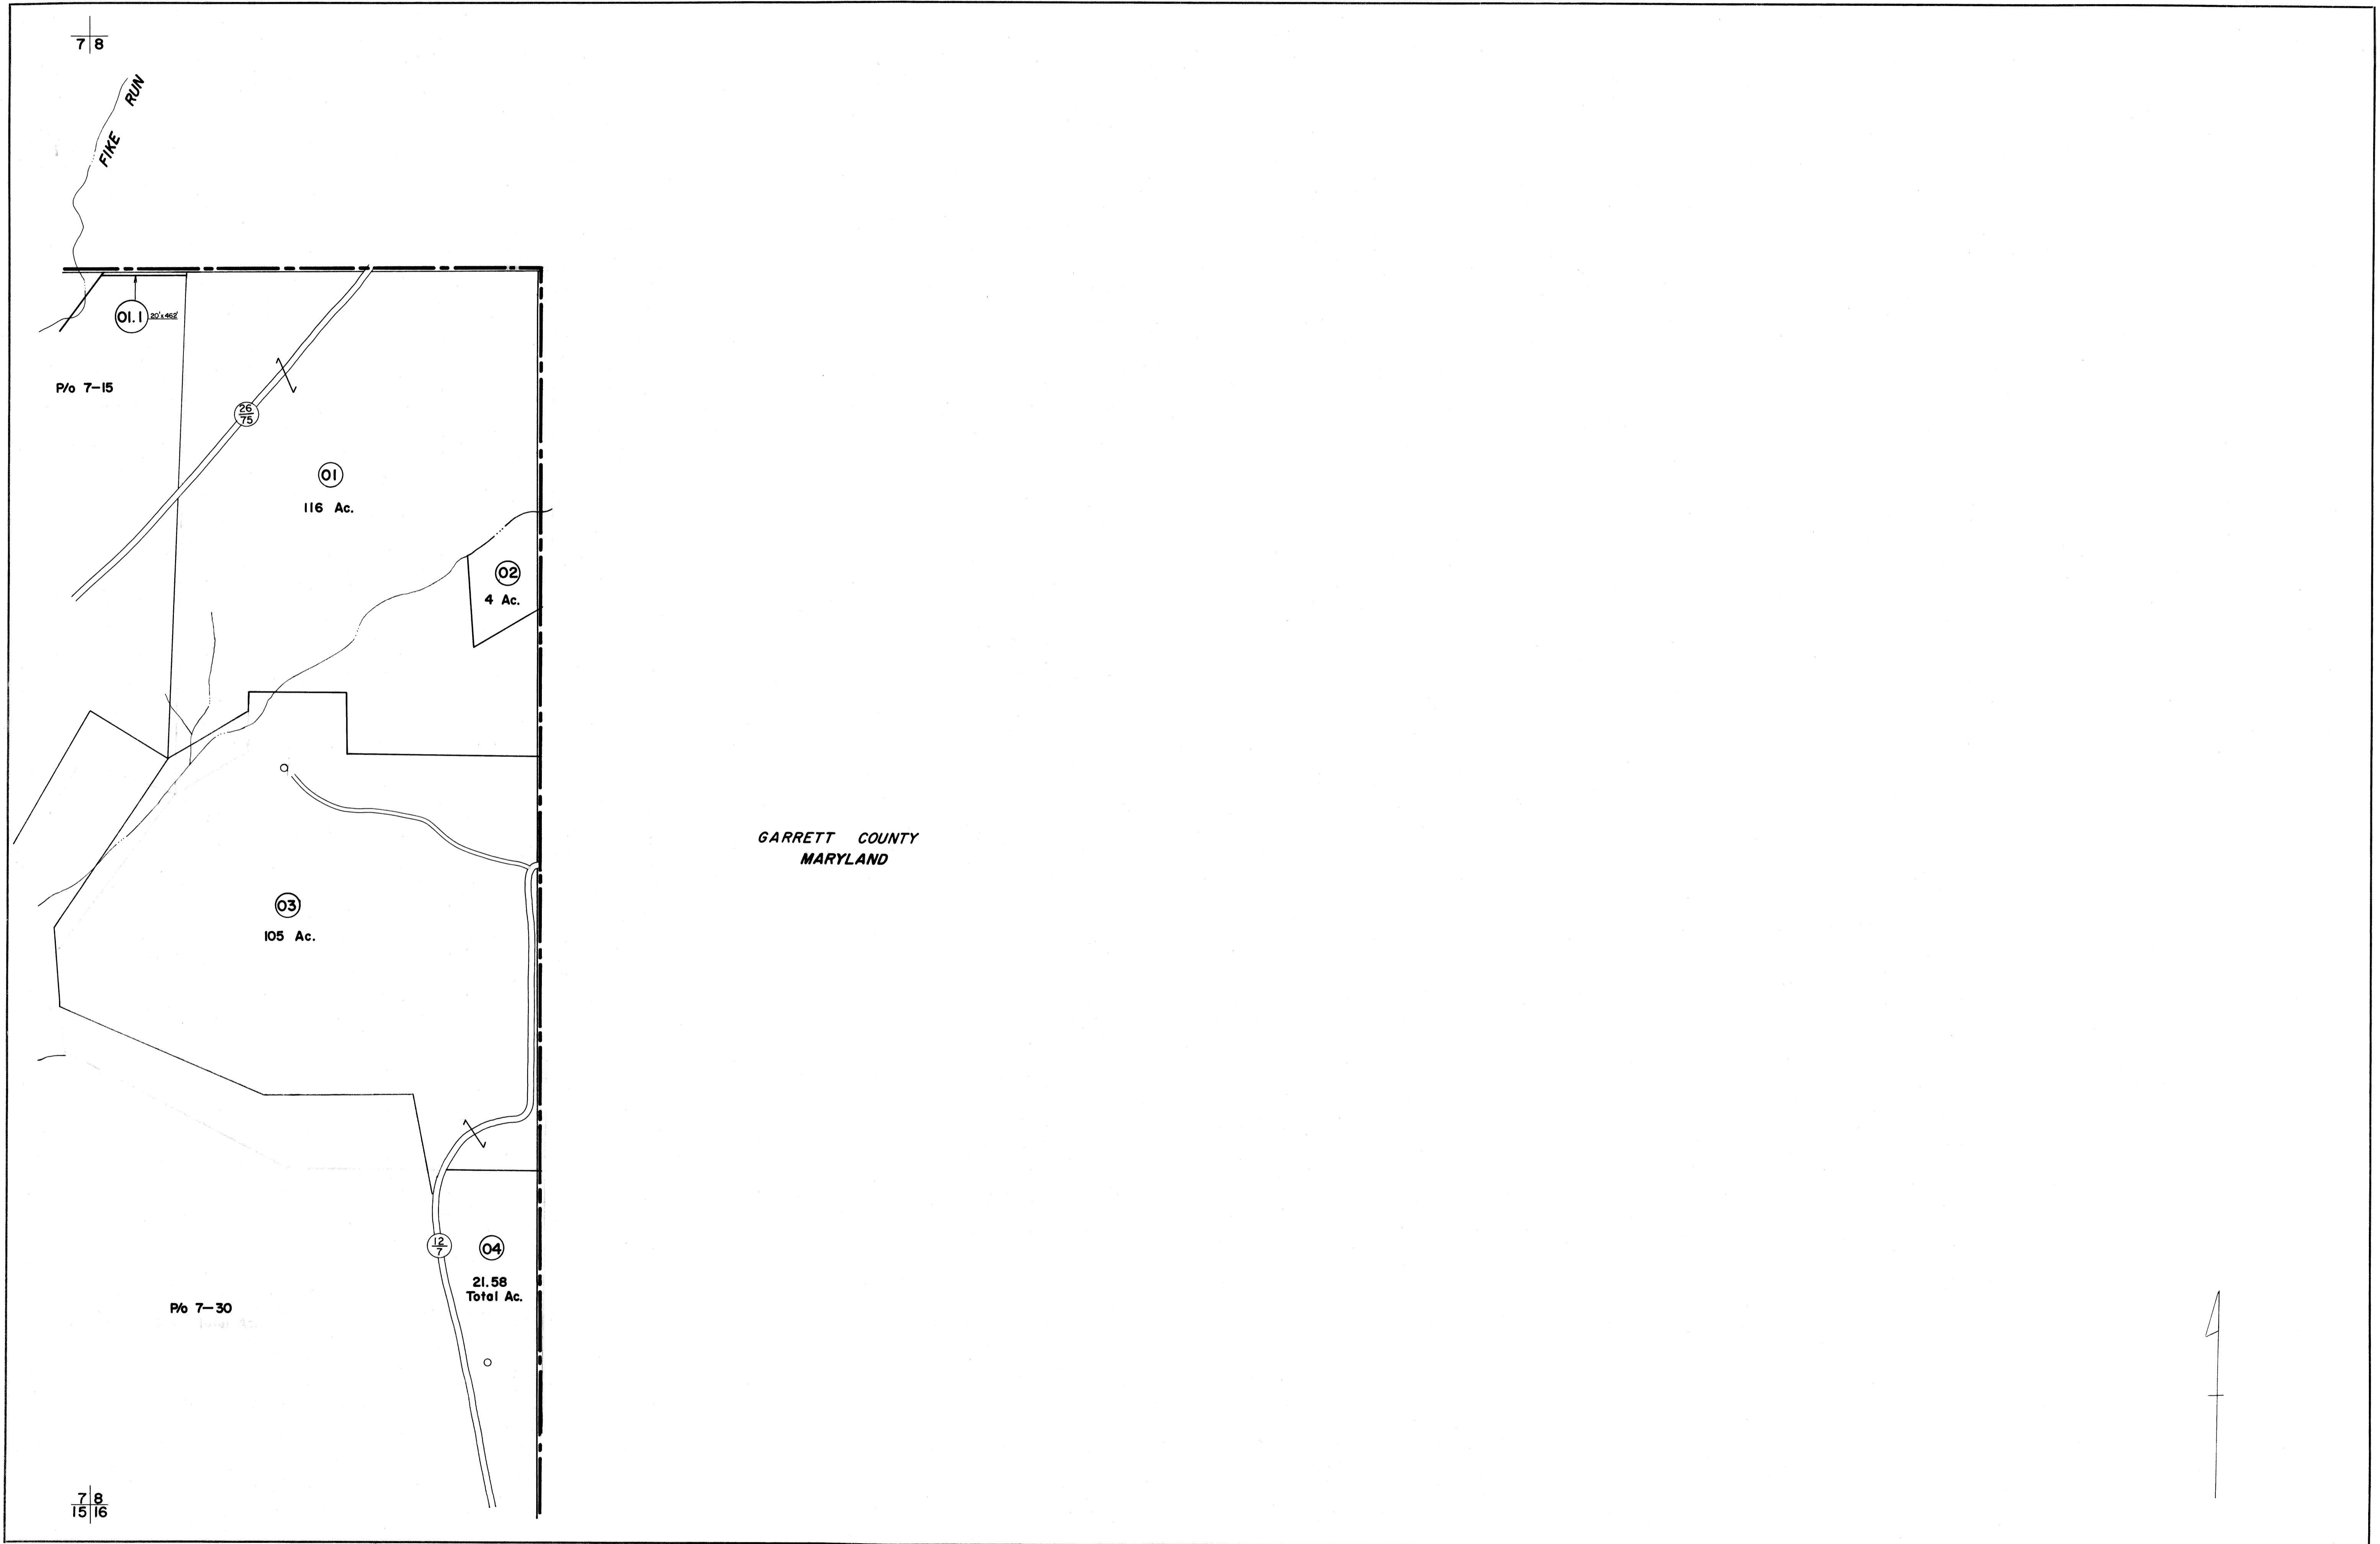 7 8
FIKE RUN
01.1 20'x462'
P/o 7-15
26
75
01
116 Ac.
02
4 Ac.
GARRETT COUNTY
MARYLAND
03
105 Ac.
12
7
04
21.58
Total Ac.
P/o 7-30
7 8
15 16